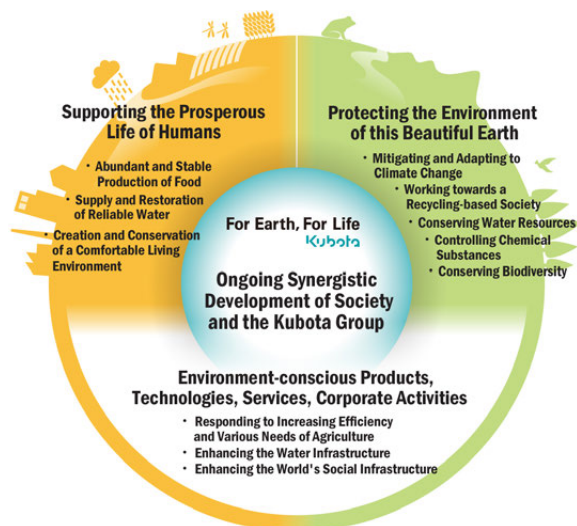 Supporting the Prosperous
Life of Humans
・Abundant and Stable
Production of Food
・Supply and Restoration
of Reliable Water
・Creation and Conservation
of a Comfortable Living
Environment
Protecting the Environment
of this Beautiful Earth
・Mitigating and Adapting to
Climate Change
・Working towards a
Recycling-based Society
・Conserving Water Resources
・Controlling Chemical
Substances
・Conserving Biodiversity
For Earth, For Life
Kubota
Ongoing Synergistic
Development of Society
and the Kubota Group
Environment-conscious Products,
Technologies, Services, Corporate Activities
・Responding to Increasing Efficiency
and Various Needs of Agriculture
・Enhancing the Water Infrastructure
・Enhancing the World's Social Infrastructure